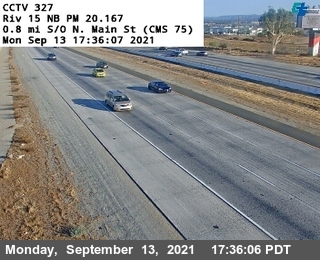 CCTV 327
Riv 15 NB PM 20.167
0.8 mi S/O N. Main St (CMS 75)
Mon Sep 13 17:36:07 2021
Monday, September 13, 2021 17:36:06 PDT